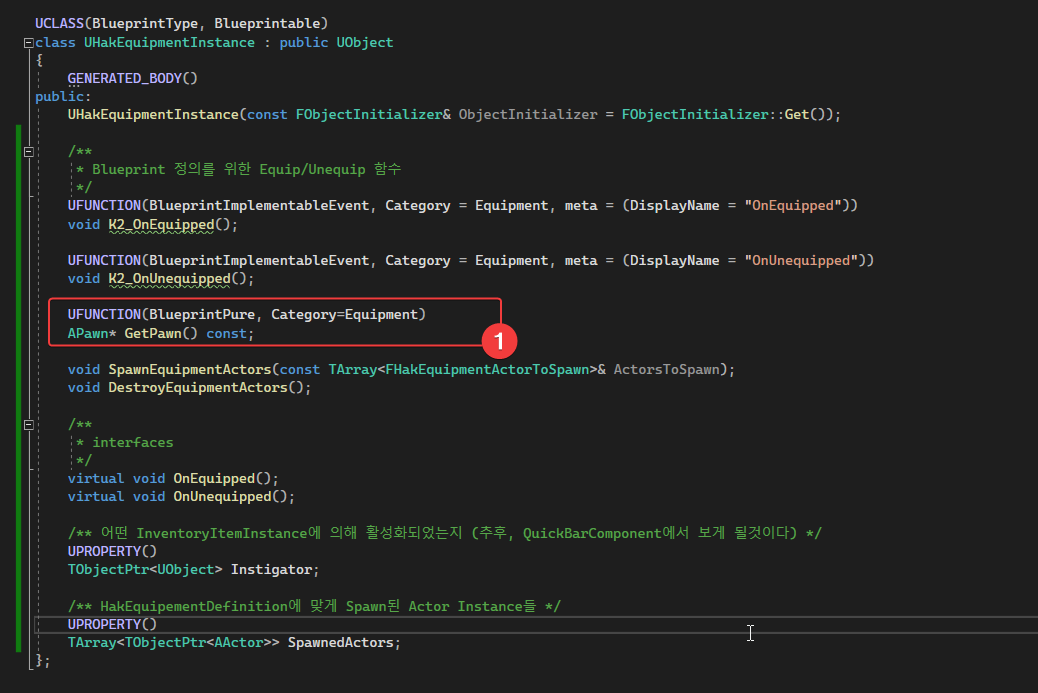 UCLASS(BlueprintType, Blueprintable)
class UHakEquipmentInstance : public UObject
{
GENERATED_BODY()
public:
UHakEquipmentInstance(const FObjectInitializer& ObjectInitializer = FObjectInitializer::Get());
/**
* Blueprint 정의를 위한 Equip/Unequip 함수
*/
UFUNCTION(BlueprintImplementableEvent, Category = Equipment, meta = (DisplayName = "OnEquipped"))
void K2_OnEquipped();
UFUNCTION(BlueprintImplementableEvent, Category = Equipment, meta = (DisplayName = "OnUnequipped"))
void K2_OnUnequipped();
UFUNCTION(BlueprintPure, Category=Equipment)
APawn* GetPawn() const;
1
void SpawnEquipmentActors(const TArray<FHakEquipmentActorToSpawn>& ActorsToSpawn);
void DestroyEquipmentActors();
/**
* interfaces
*/
virtual void OnEquipped();
virtual void OnUnequipped();
/** 어떤 InventoryItemInstance에 의해 활성화되었는지 (추후, QuickBarComponent에서 보게 될것이다) */
UPROPERTY()
TObjectPtr<UObject> Instigator;
/** HakEquipementDefinition에 맞게 Spawn된 Actor Instance들 */
UPROPERTY()
TArray<TObjectPtr<AActor>> SpawnedActors;
};